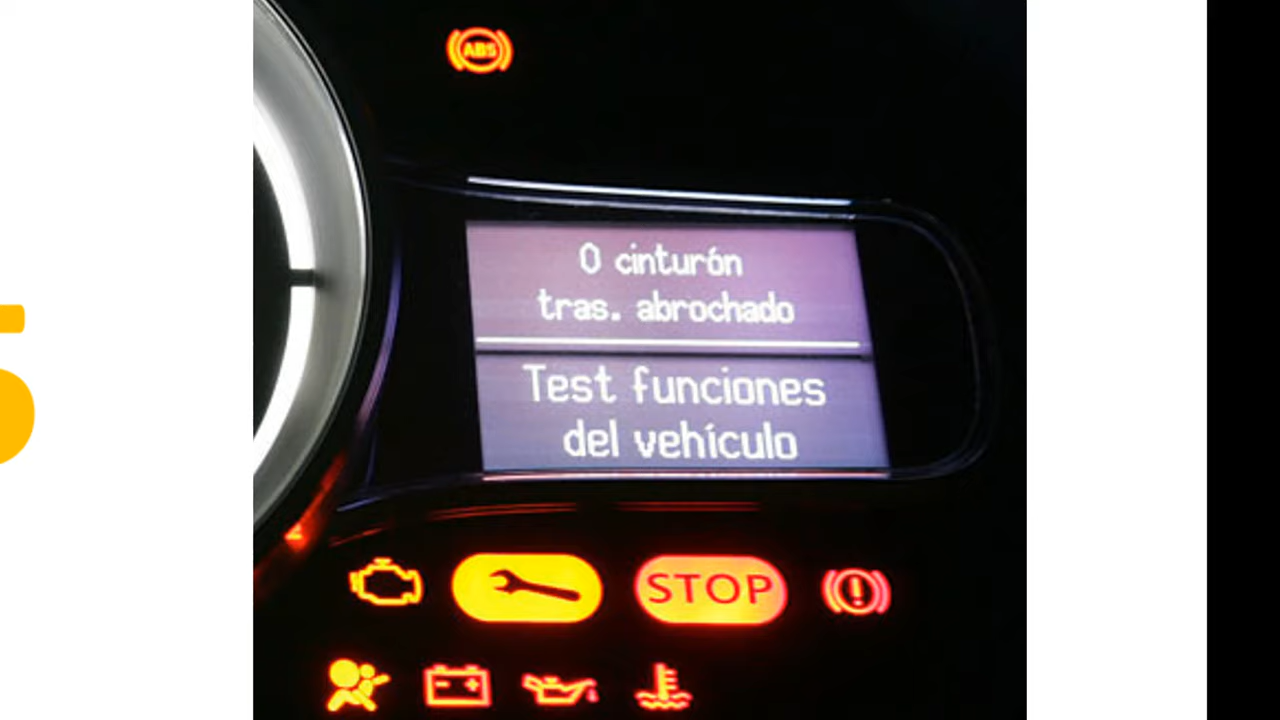 ABS
0 cinturón
tras. abrochado
Test funciones
del vehículo
STOP